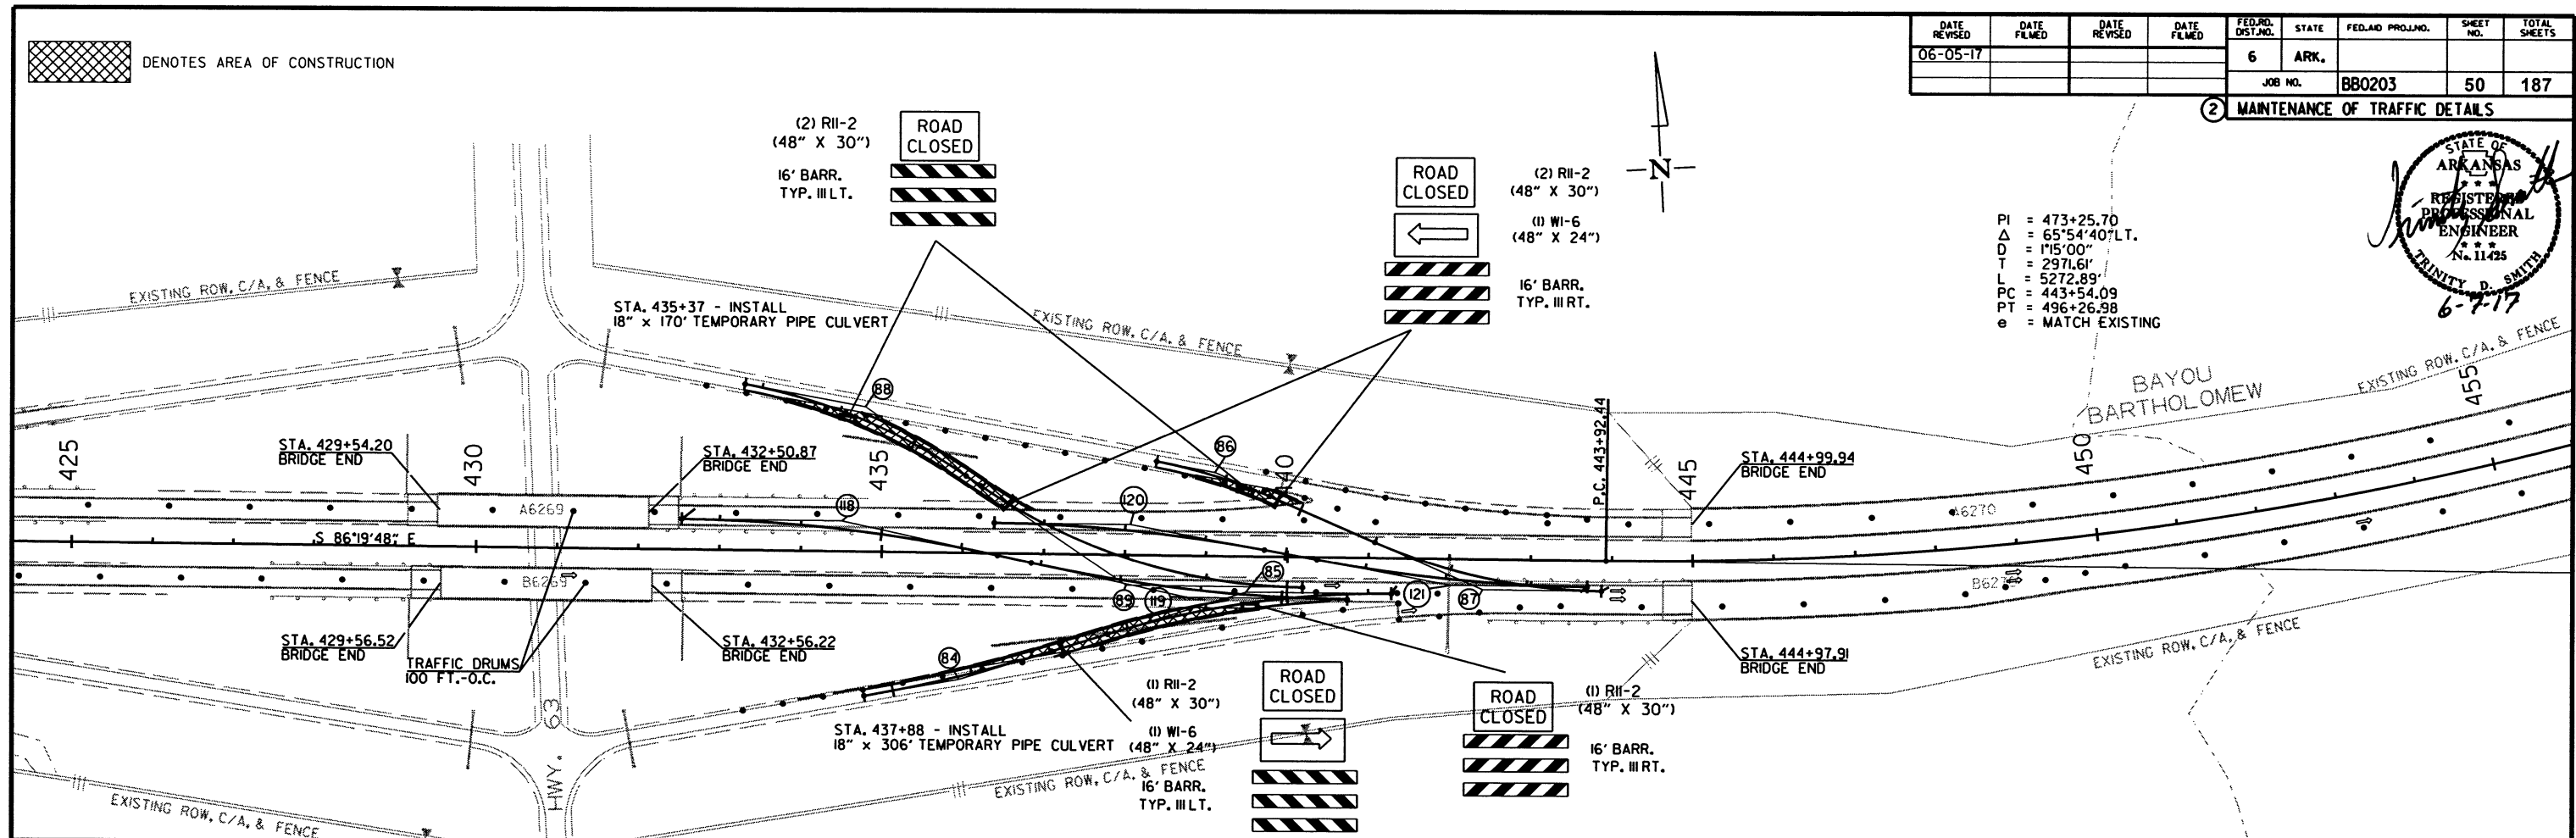 DENOTES AREA OF CONSTRUCTION
DATE REVISED
DATE FILMED
DATE REVISED
DATE FILMED
FED.RD. DIST.NO.
STATE
FED.AID PROJ.NO.
SHEET NO.
TOTAL SHEETS
06-05-17
6
ARK.
JOB NO.
BB0203
50
187
2 MAINTENANCE OF TRAFFIC DETAILS
STATE OF
ARKANSAS
REGISTERED
PROFESSIONAL
ENGINEER
No. 11425
TRINITY D. SMITH
6-7-17
(2) R11-2
(48" X 30")
16' BARR.
TYP. III LT.
ROAD
CLOSED
ROAD
CLOSED
(2) R11-2
(48" X 30")
(1) W1-6
(48" X 24")
16' BARR.
TYP. III RT.
N
PI = 473+25.70
Δ = 65°54'40" LT.
D = 1°15'00"
T = 2971.61'
L = 5272.89'
PC = 443+54.09
PT = 496+26.98
e = MATCH EXISTING
EXISTING ROW, C/A, & FENCE
STA. 435+37 - INSTALL
18" x 170' TEMPORARY PIPE CULVERT
EXISTING ROW, C/A, & FENCE
EXISTING ROW, C/A, & FENCE
BAYOU
BARTHOLOMEW
88
86
425
STA. 429+54.20
BRIDGE END
430
STA. 432+50.87
BRIDGE END
435
440
P.C. 443+92.44
445
STA. 444+99.94
BRIDGE END
450
455
A6269
118
120
A6270
S 86°19'48" E
B6269
85
89
119
121
87
STA. 429+56.52
BRIDGE END
TRAFFIC DRUMS
100 FT.-O.C.
STA. 432+56.22
BRIDGE END
84
STA. 444+97.91
BRIDGE END
EXISTING ROW, C/A, & FENCE
HWY. 63
STA. 437+88 - INSTALL
18" x 306' TEMPORARY PIPE CULVERT
(1) R11-2
(48" X 30")
(1) W1-6
(48" X 24")
16' BARR.
TYP. III LT.
ROAD
CLOSED
ROAD
CLOSED
(1) R11-2
(48" X 30")
16' BARR.
TYP. III RT.
EXISTING ROW, C/A, & FENCE
EXISTING ROW, C/A, & FENCE